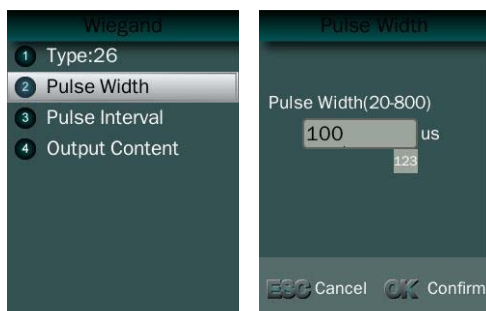 Wiegand
1 Type:26
2 Pulse Width
3 Pulse Interval
4 Output Content
Pulse Width
Pulse Width(20-800)
100 us
123
ESC Cancel OK Confirm